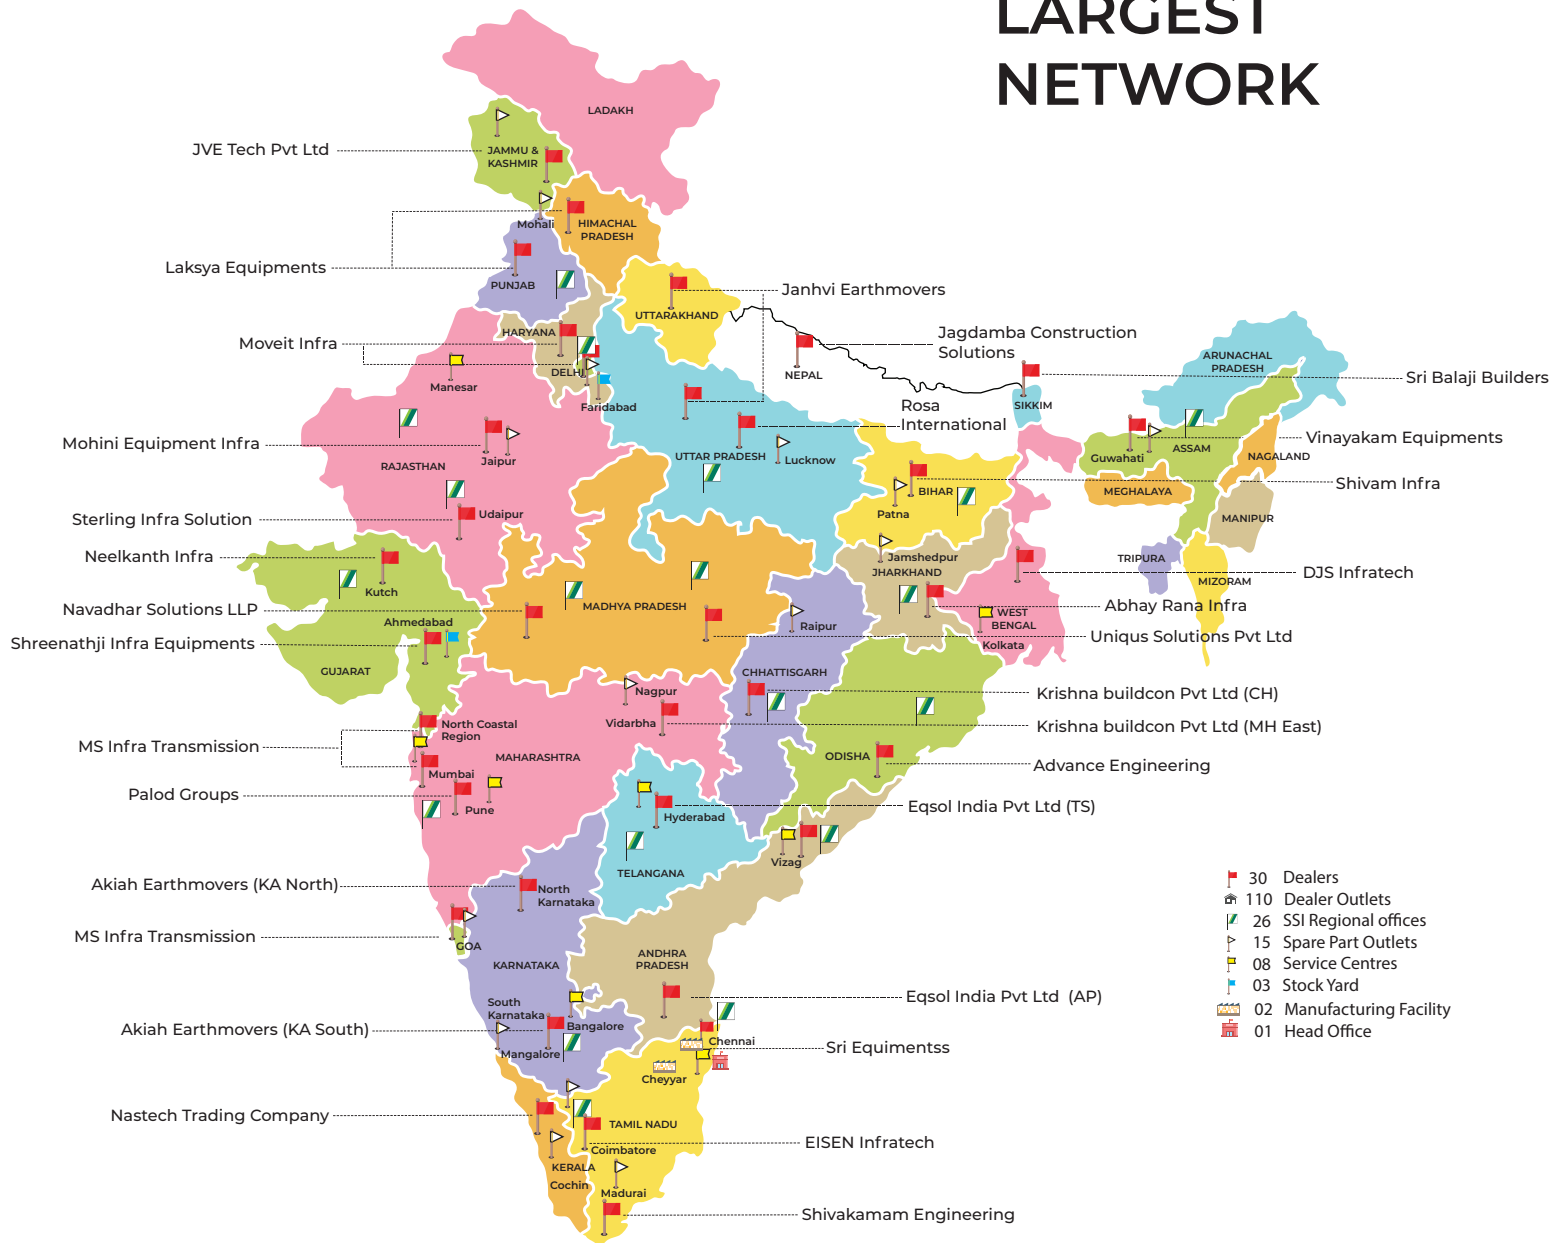 LARGEST
NETWORK
LADAKH
JVE Tech Pvt Ltd
JAMMU &
KASHMIR
Mohali
HIMACHAL
PRADESH
Laksya Equipments
PUNJAB
Janhvi Earthmovers
UTTARAKHAND
HARYANA
Moveit Infra
Jagdamba Construction
Solutions
NEPAL
ARUNACHAL
PRADESH
DELHI
Manesar
Faridabad
Sri Balaji Builders
SIKKIM
Rosa
International
Mohini Equipment Infra
Jaipur
RAJASTHAN
UTTAR PRADESH
Lucknow
Vinayakam Equipments
Guwahati
ASSAM
NAGALAND
MEGHALAYA
BIHAR
Shivam Infra
Patna
MANIPUR
Sterling Infra Solution
Udaipur
Neelkanth Infra
Kutch
Jamshedpur
JHARKHAND
TRIPURA
MIZORAM
DJS Infratech
Navadhar Solutions LLP
MADHYA PRADESH
Abhay Rana Infra
WEST
BENGAL
Ahmedabad
Raipur
Uniqus Solutions Pvt Ltd
Shreenathji Infra Equipments
Kolkata
GUJARAT
CHHATTISGARH
Nagpur
Krishna buildcon Pvt Ltd (CH)
Vidarbha
Krishna buildcon Pvt Ltd (MH East)
North Coastal
Region
MS Infra Transmission
MAHARASHTRA
ODISHA
Advance Engineering
Mumbai
Palod Groups
Pune
Eqsol India Pvt Ltd (TS)
Hyderabad
Vizag
TELANGANA
Akiah Earthmovers (KA North)
North
Karnataka
30 Dealers
110 Dealer Outlets
26 SSI Regional offices
15 Spare Part Outlets
08 Service Centres
03 Stock Yard
02 Manufacturing Facility
01 Head Office
MS Infra Transmission
GOA
KARNATAKA
ANDHRA
PRADESH
Eqsol India Pvt Ltd (AP)
South
Karnataka
Akiah Earthmovers (KA South)
Bangalore
Mangalore
Chennai
Sri Equimentss
Cheyyar
Nastech Trading Company
TAMIL NADU
Coimbatore
EISEN Infratech
KERALA
Cochin
Madurai
Shivakamam Engineering